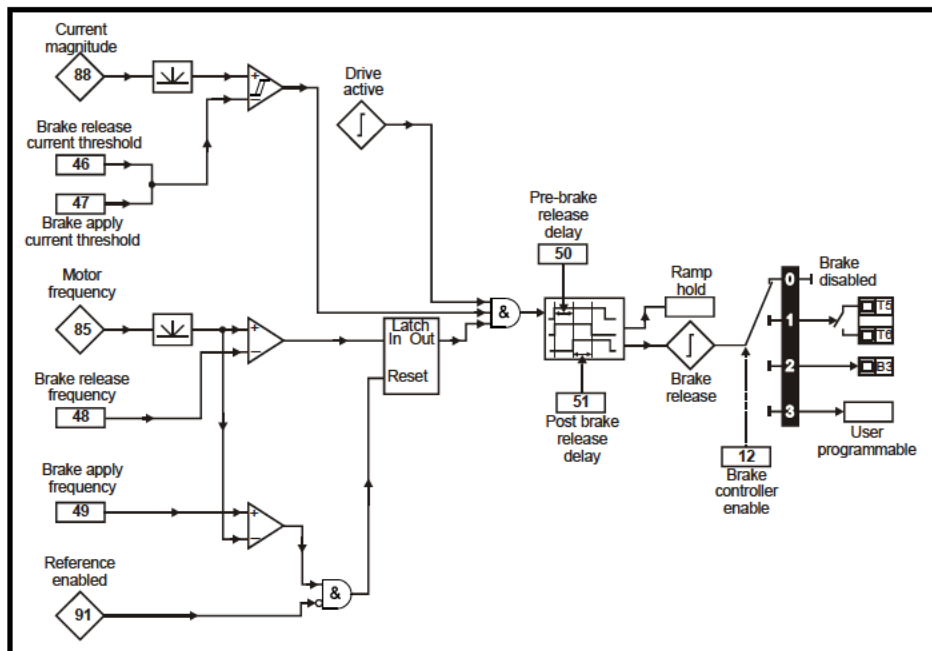 Current
magnitude
88
+
−
Brake release
current threshold
46
47
Brake apply
current threshold
Drive
active
Motor
frequency
85
+
−
Brake release
frequency
48
Latch
In Out
Reset
Brake apply
frequency
49
+
−
Reference
enabled
91
&
&
Pre-brake
release
delay
50
51
Post brake
release
delay
Ramp
hold
Brake
release
12
Brake
controller
enable
0
1
2
3
Brake
disabled
T5
T6
B3
User
programmable